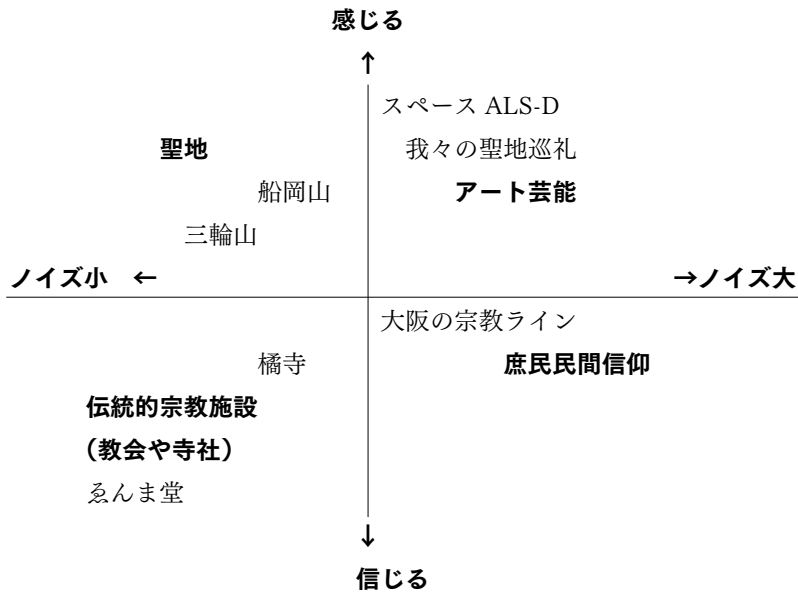 感じる
↑
スペース ALS-D
聖地
我々の聖地巡礼
船岡山
アート芸能
三輪山
ノイズ小 ←
→ノイズ大
大阪の宗教ライン
橘寺
庶民民間信仰
伝統的宗教施設
(教会や寺社)
ゑんま堂
↓
信じる